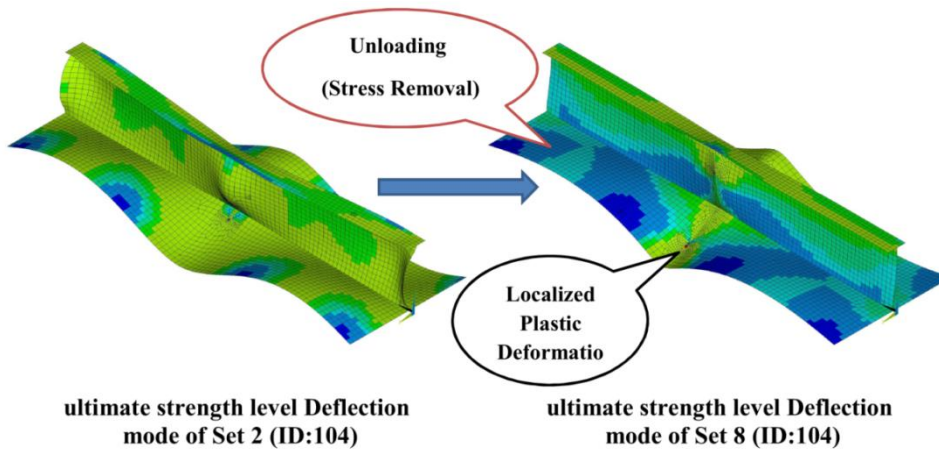 Unloading
(Stress Removal)
Localized
Plastic
Deformatio
ultimate strength level Deflection
mode of Set 2 (ID:104)
ultimate strength level Deflection
mode of Set 8 (ID:104)